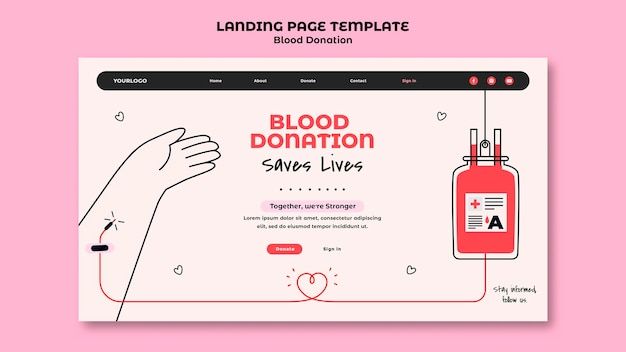 LANDING PAGE TEMPLATE
Blood Donation
YOURLOGO
Home
About
Donate
Contact
Sign in
BLOOD
DONATION
Saves Lives
Together, we're Stronger
Lorem ipsum dolor sit amet, consectetur adipiscing
elit, sed do eiusmod tempor
incididunt ut.
Donate
Sign in
A
Stay informed,
follow us.